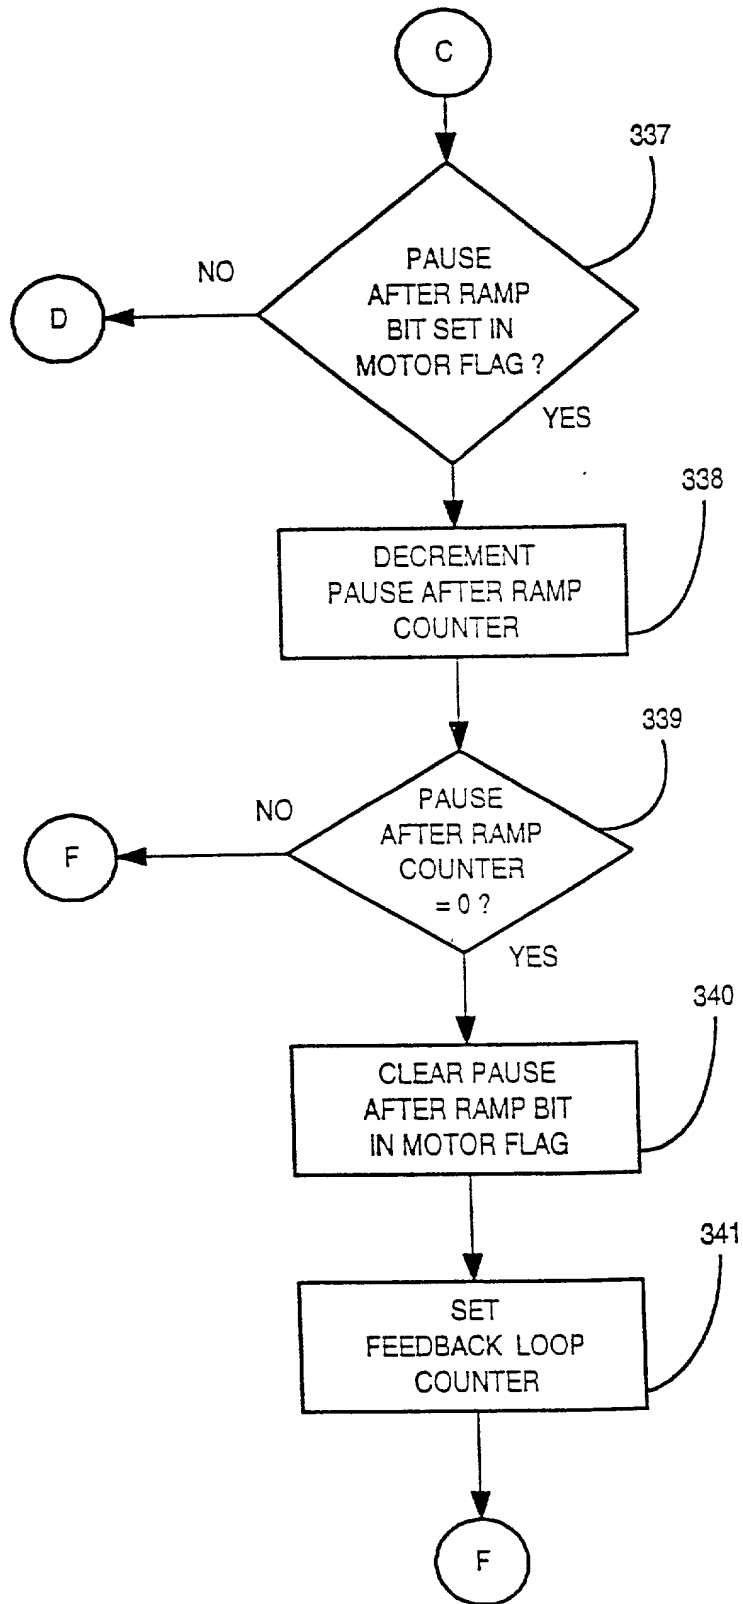 C
337
PAUSE
AFTER RAMP
BIT SET IN
MOTOR FLAG ?
NO
D
YES
338
DECREMENT
PAUSE AFTER RAMP
COUNTER
339
PAUSE
AFTER RAMP
COUNTER
= 0 ?
NO
F
YES
340
CLEAR PAUSE
AFTER RAMP BIT
IN MOTOR FLAG
341
SET
FEEDBACK LOOP
COUNTER
F